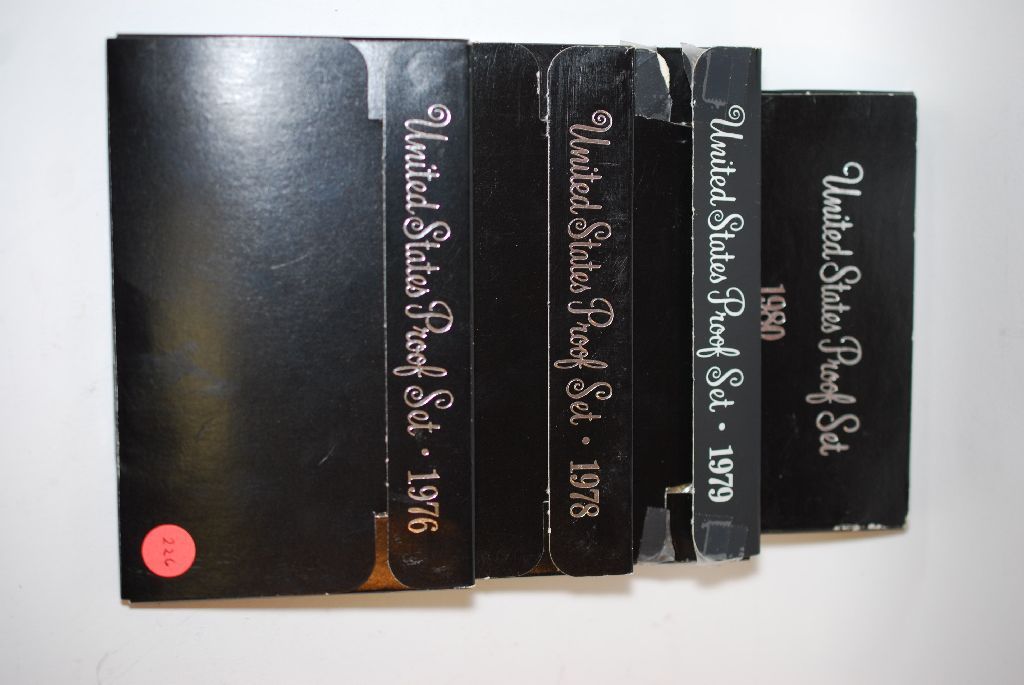 United States Proof Set • 1976
United States Proof Set • 1978
United States Proof Set • 1979
United States Proof Set
1980
226